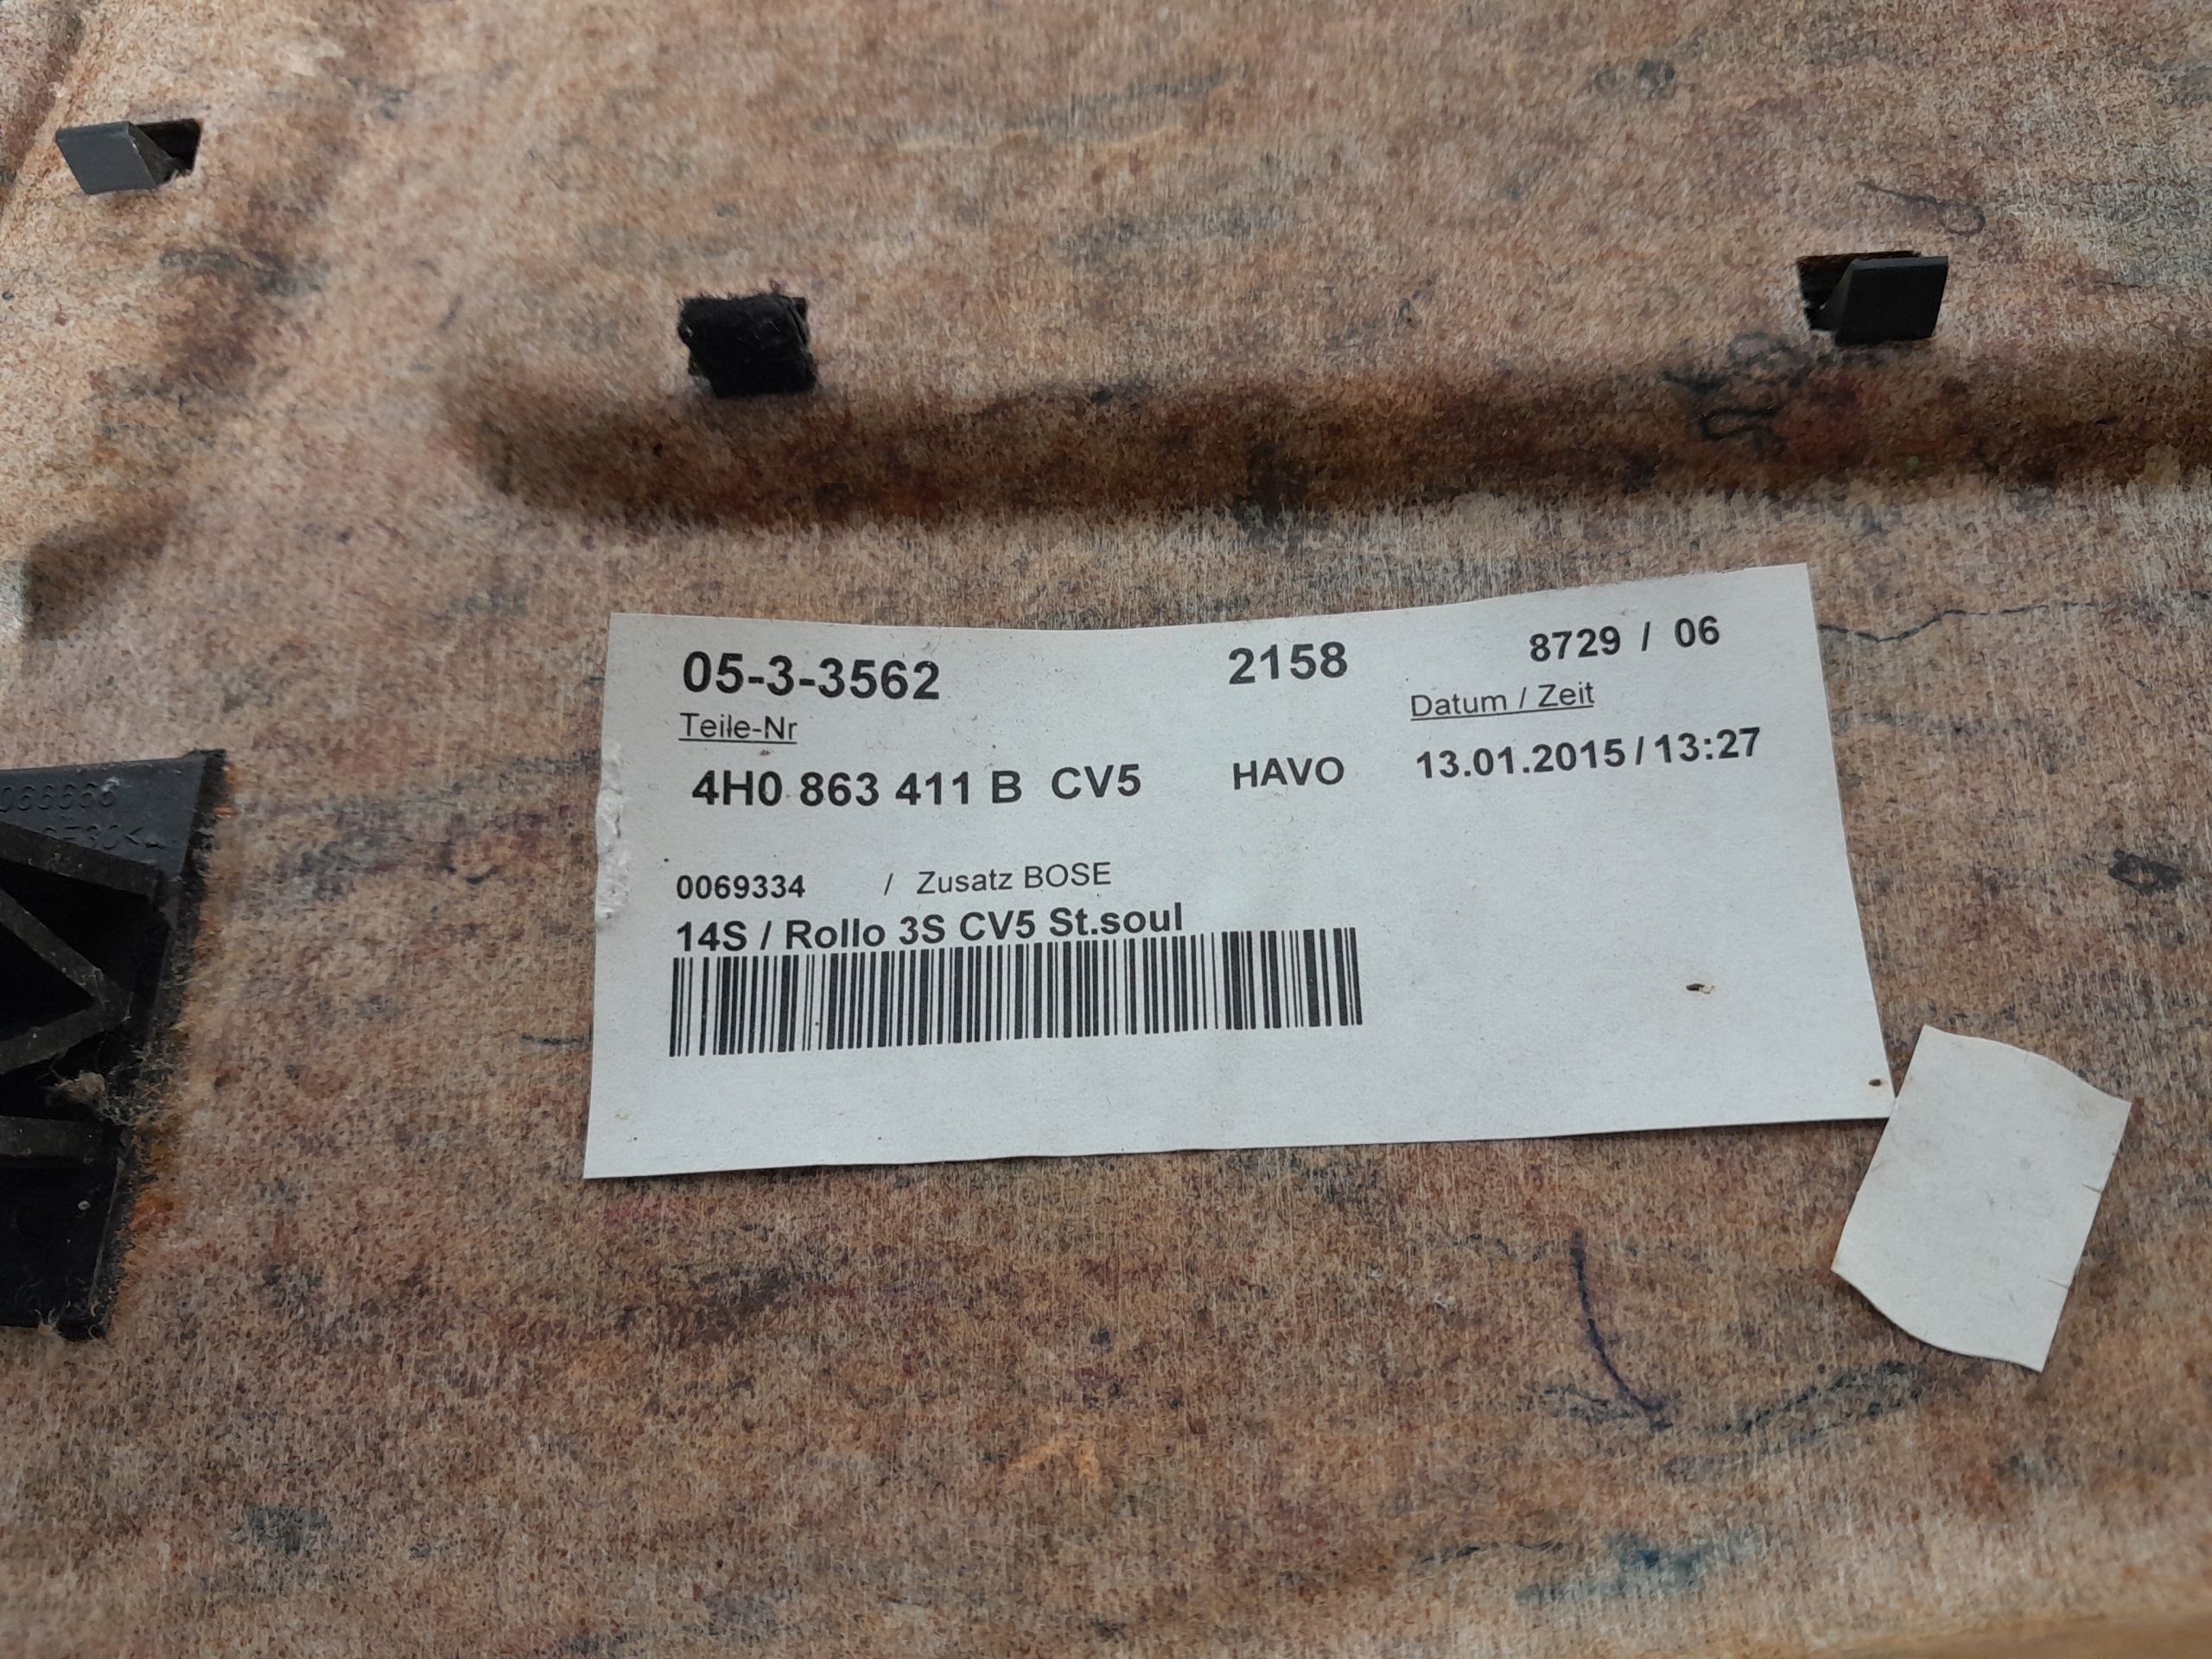 05-3-3562 2158 8729 / 06
Teile-Nr Datum / Zeit
4H0 863 411 B CV5 HAVO 13.01.2015 / 13:27
0069334 / Zusatz BOSE
14S / Rollo 3S CV5 St.soul